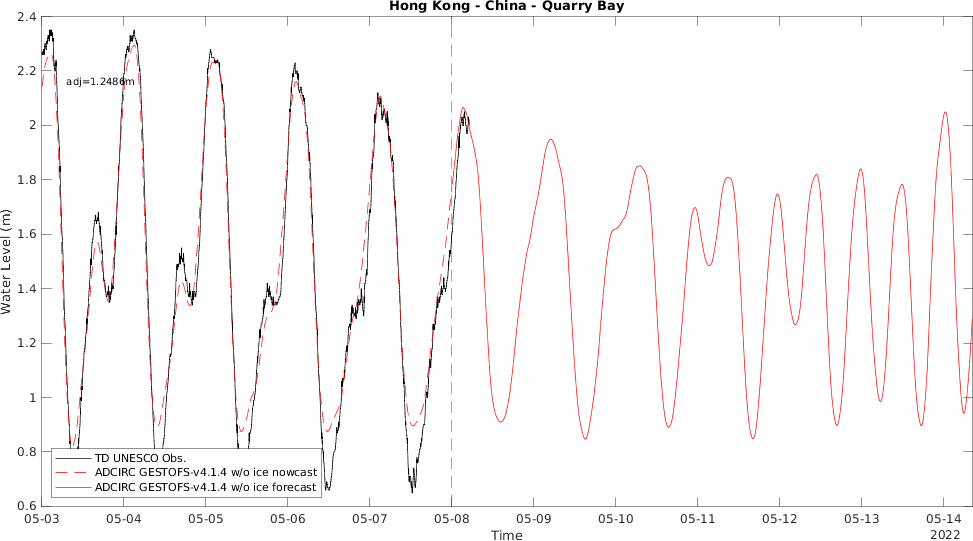 Hong Kong - China - Quarry Bay
2.4
2.2
2
1.8
1.6
1.4
1.2
1
0.8
0.6
Water Level (m)
adj=1.2486m
TD UNESCO Obs.
ADCIRC GESTOFS-v4.1.4 w/o ice nowcast
ADCIRC GESTOFS-v4.1.4 w/o ice forecast
05-03 05-04 05-05 05-06 05-07 05-08 05-09 05-10 05-11 05-12 05-13 05-14
Time
2022